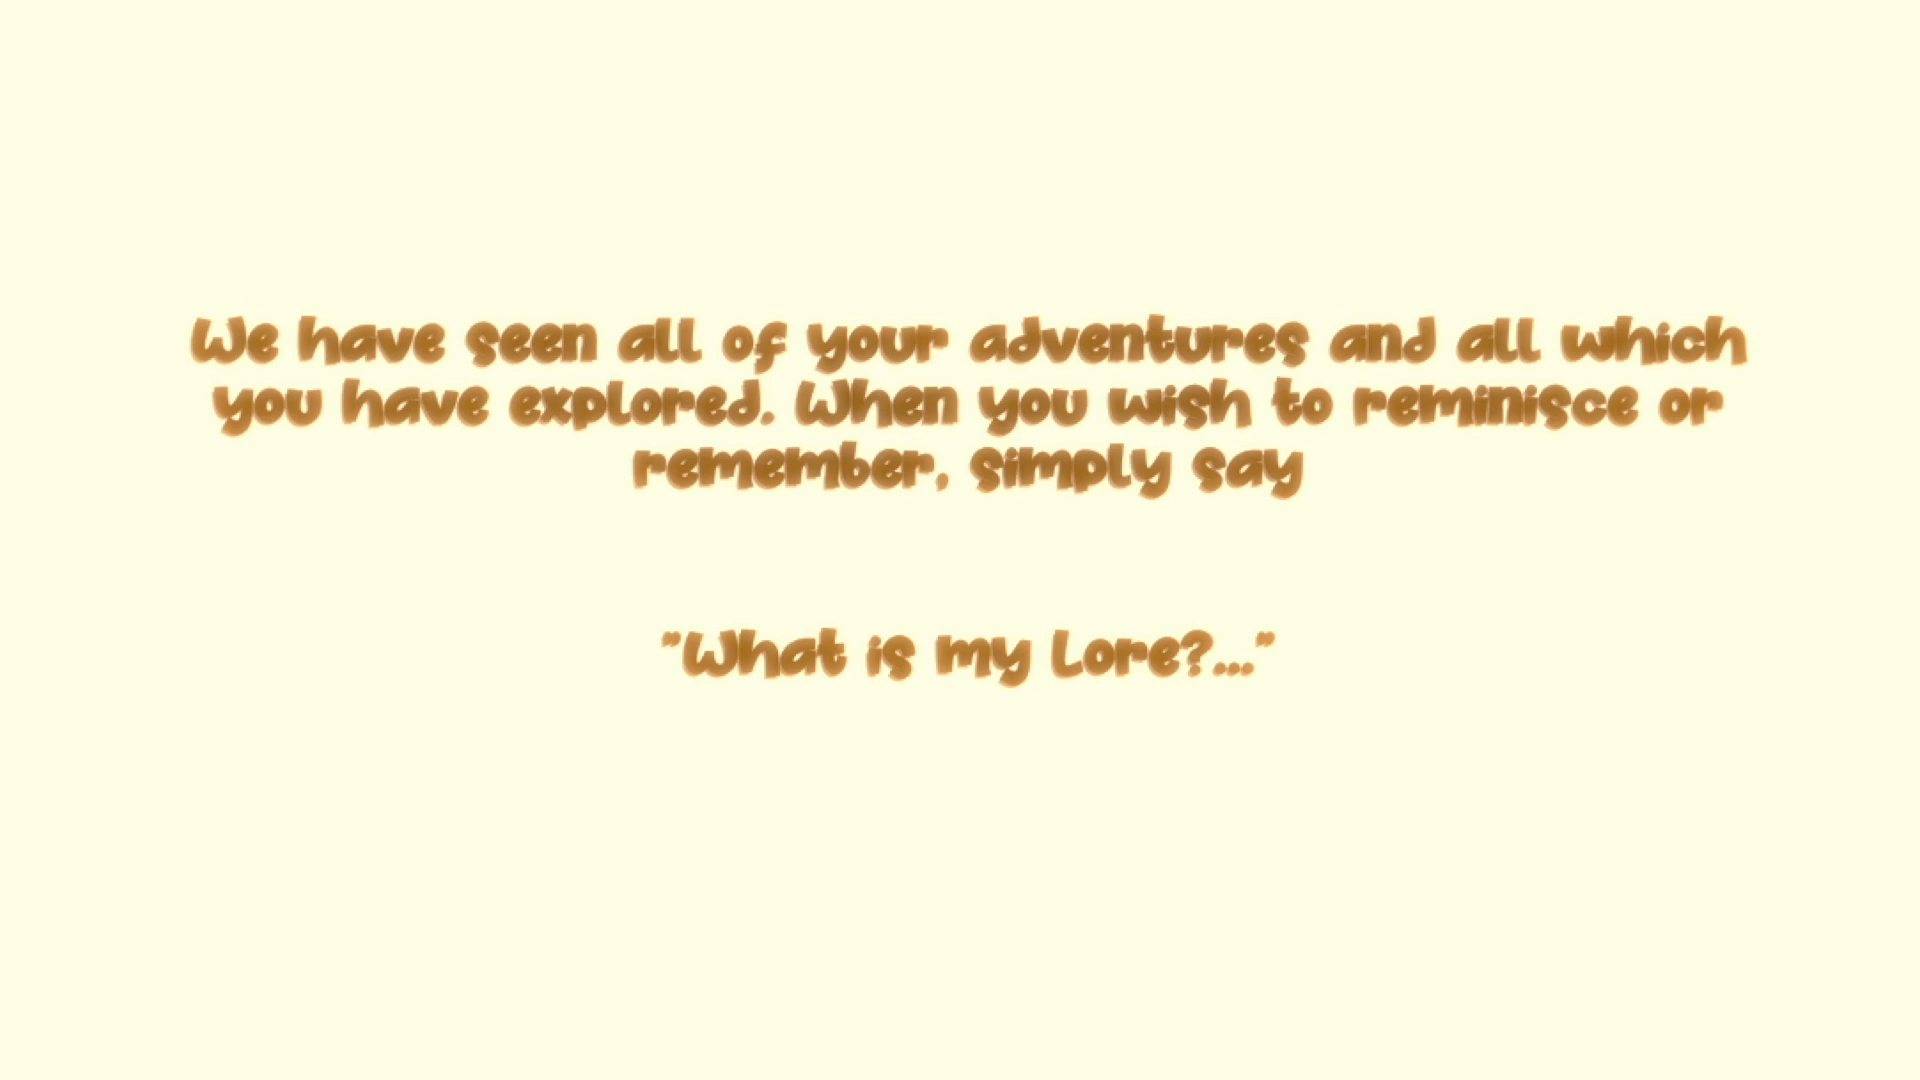 We have seen all of your adventures and all which
you have explored. When you wish to reminisce or
remember, simply say
"What is my Lore?..."